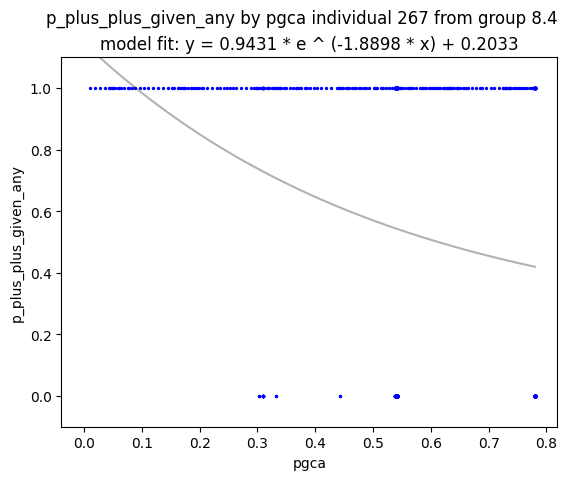 p_plus_plus_given_any by pgca individual 267 from group 8.4
model fit: y = 0.9431 * e ^ (-1.8898 * x) + 0.2033
p_plus_plus_given_any
1.0
0.8
0.6
0.4
0.2
0.0
0.0 0.1 0.2 0.3 0.4 0.5 0.6 0.7 0.8
pgca